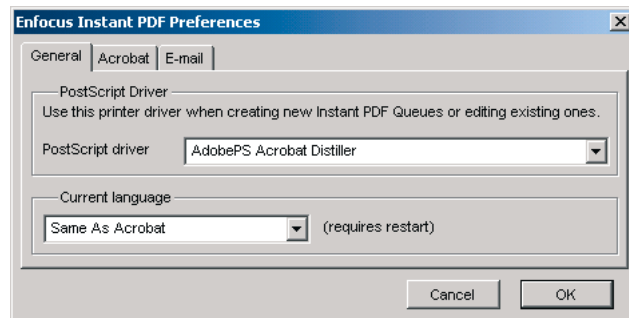 Enfocus Instant PDF Preferences
General Acrobat E-mail
PostScript Driver
Use this printer driver when creating new Instant PDF Queues or editing existing ones.
PostScript driver AdobePS Acrobat Distiller
Current language
Same As Acrobat (requires restart)
Cancel OK